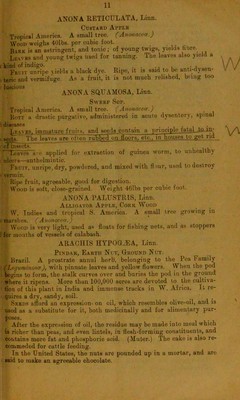 11
ANONA RETICULATA, Linn.
Custard Apple
Tropical America. A small tree. (Anonaceæ.)
Wood weighs 40lbs. per cubic foot.
Bark is an astringent, and tonic; of young twigs, yields fibre.
Leaves and young twigs used for tanning. The leaves also yield a
kind of indigo.
Fruit unripe yields a black dye. Ripe, it is said to be anti-dysen-
teric and vermifuge. As a fruit, it is not much relished, being too
luscious
ANONA SQUAMOSA, Linn.
Sweap Sop.
Tropical America. A small tree. (Anonaceæ.)
Root a drastic purgative, administered in acute dysentery, spinal
diseases
Leaves, immature fruits, and seeds contain a principle fatal to in-
sects. The leaves are often rubbed on floors, etc., in houses to get rid
of insects.
Leaves are applied for extraction of guinea worm, to unhealthy
ulcers—anthelmintic.
Fruit, unripe, dry, powdered, and mixed with flour, used to destroy
vermin.
Ripe fruit, agreeable, good for digestion.
Wood is soft, close-grained. Weight 46lbs per cubic foot.
ANONA PALUSTRIS, Linn.
Alligator Apple, Cork Wood
W. Indies and tropical S. America. A small tree growing in
marshes. (Anonaceæ.)
Wood is very light, used as floats for fishing nets, and as stoppers
for mouths of vessels of calabash.
ARACHIS HYPOGÆA, Linn.
Pindar, Earth Nut, Ground Nut.
Brazil. A prostrate annual herb, belonging to the Pea Family
(Leguminosæ), with pinnate leaves and yellow flowers. When the pod
begins to form, the stalk curves over and buries the pod in the ground
where it ripens. More than 100,000 acres are devoted to the cultiva-
tion of this plant in India and immense tracks in W. Africa. It re-
quires a dry, sandy, soil.
Seeds afford an expression on oil, which resembles olive-oil, and is
used as a substitute for it, both medicinally and for alimentary pur-
poses.
After the expression of oil, the residue may be made into meal which
is richer than peas, and even lintels, in flesh-forming constituents, and
contains more fat and phosphoric acid. (Muter.) The cake is also re-
commended for cattle feeding.
In the United States, the nuts are pounded up in a mortar, and are
said to make an agreeable chocolate.